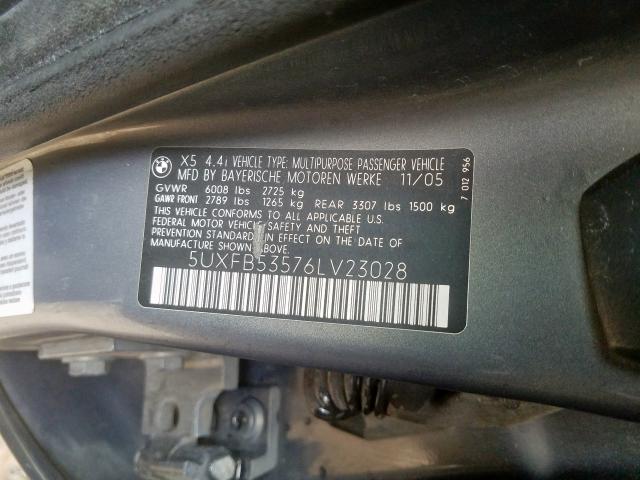 X5 4.4i VEHICLE TYPE: MULTIPURPOSE PASSENGER VEHICLE
MFD BY BAYERISCHE MOTOREN WERKE 11/05
GVWR 6008 lbs 2725 kg
GAWR FRONT 2789 lbs 1265 kg REAR 3307 lbs 1500 kg
THIS VEHICLE CONFORMS TO ALL APPLICABLE U.S.
FEDERAL MOTOR VEHICLE SAFETY AND THEFT
PREVENTION STANDARD IN EFFECT ON THE DATE OF
MANUFACTURE SHOWN ABOVE.
5UXFB53576LV23028
7 012 956